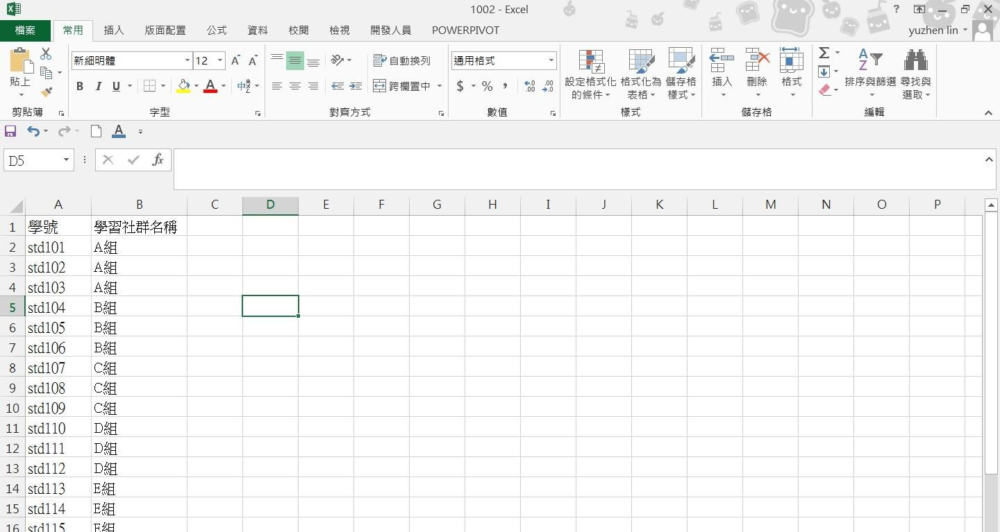 1002 - Excel
?
檔案 常用 插入 版面配置 公式 資料 校閱 檢視 開發人員 POWERPIVOT yuzhen lin
貼上
新細明體 12 A A
B I U A 中
自動換列
跨欄置中
通用格式
$ % , .00 .0
設定格式化的條件 格式化為表格 儲存格樣式
插入 刪除 格式
Σ
排序與篩選 尋找與選取
剪貼簿 字型 對齊方式 數值 樣式 儲存格 編輯
A
D5 fx
A B C D E F G H I J K L M N O P
1 學號 學習社群名稱
2 std101 A組
3 std102 A組
4 std103 A組
5 std104 B組
6 std105 B組
7 std106 B組
8 std107 C組
9 std108 C組
10 std109 C組
11 std110 D組
12 std111 D組
13 std112 D組
14 std113 E組
15 std114 E組
16 std115 E組